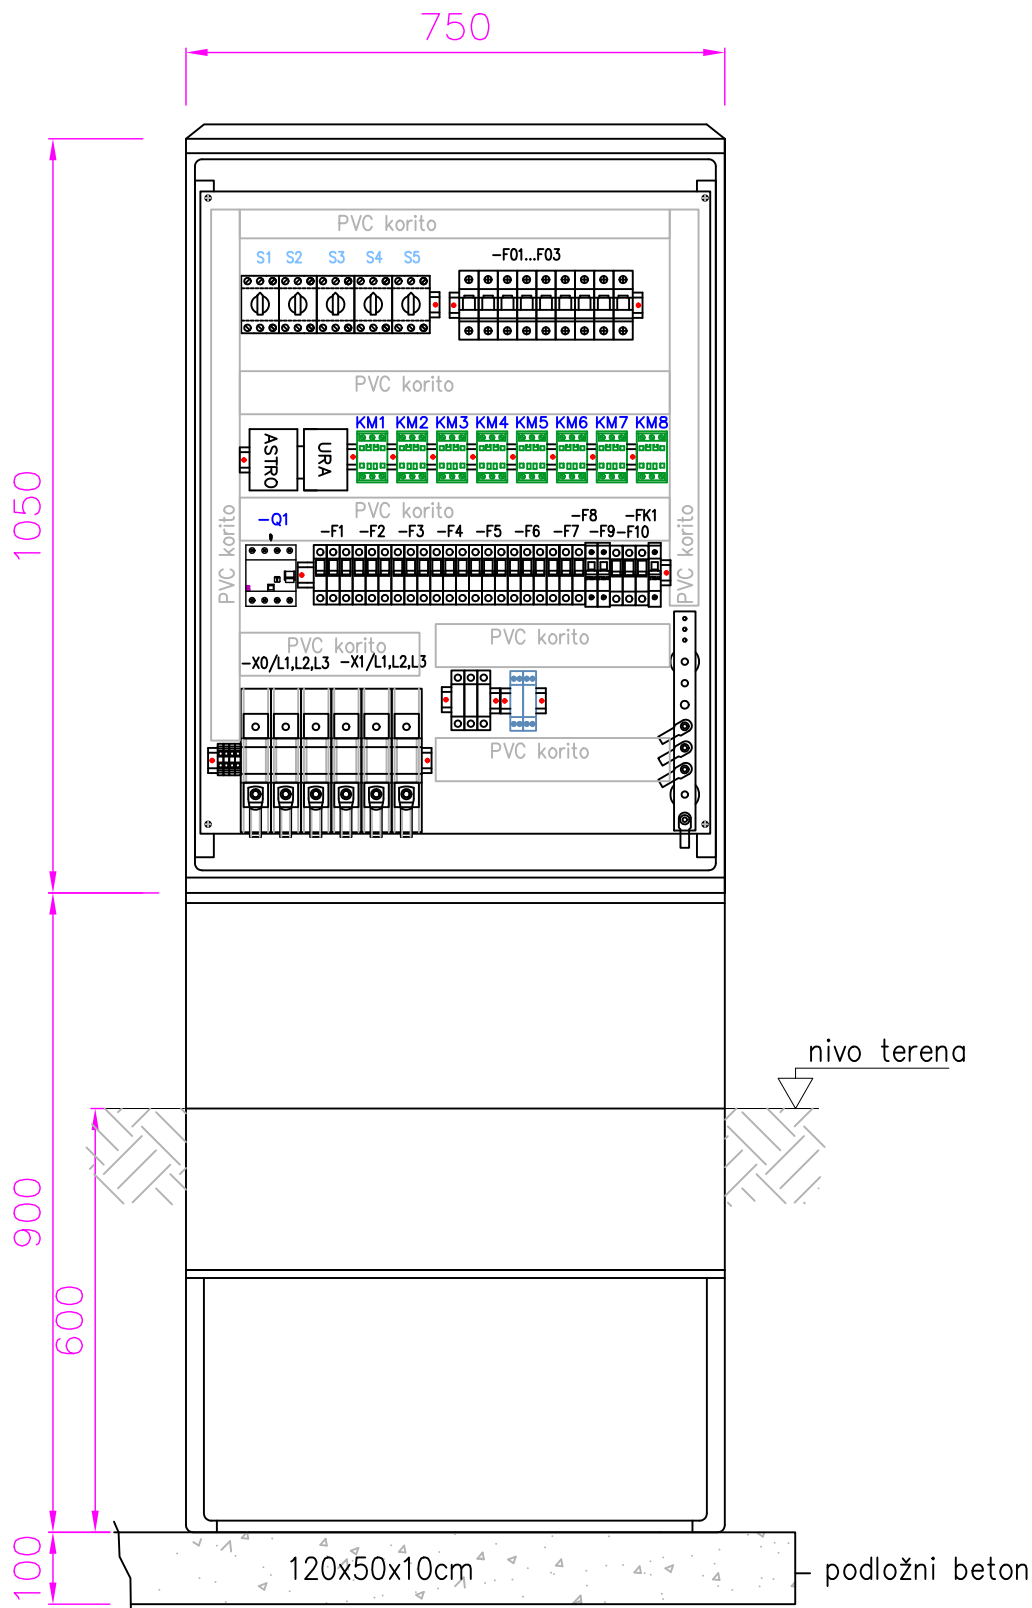 750
PVC korito
S1 S2 S3 S4 S5
-F01...F03
PVC korito
KM1 KM2 KM3 KM4 KM5 KM6 KM7 KM8
ASTRO
URA
1050
PVC korito
PVC korito
PVC korito
-Q1
-F1 -F2 -F3 -F4 -F5 -F6 -F7 -F8 -F9 -F10 -FK1
PVC korito
PVC korito
-X0/L1,L2,L3 -X1/L1,L2,L3
PVC korito
nivo terena
900
600
100
120x50x10cm
podložni beton